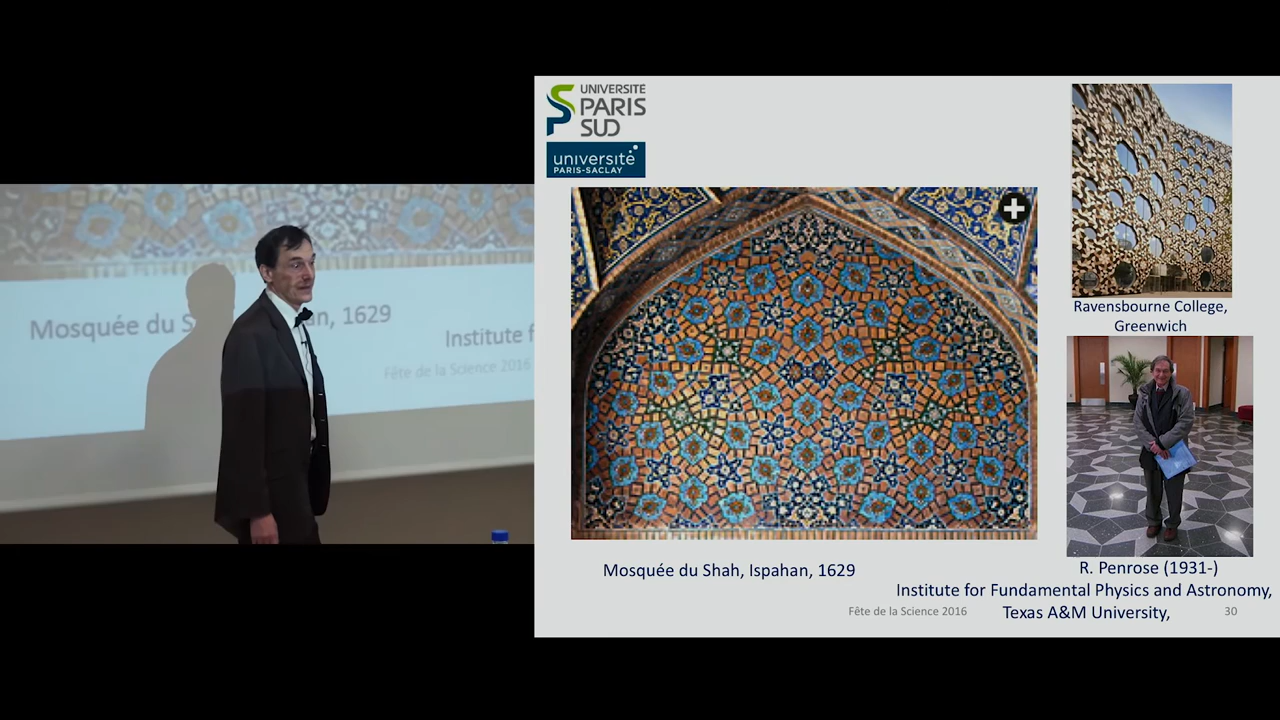 Mosquée du S
an, 1629
Institute f
Fête de la Science 2016
UNIVERSITÉ
PARIS
SUD
université
PARIS-SACLAY
Ravensbourne College,
Greenwich
Mosquée du Shah, Ispahan, 1629
R. Penrose (1931-)
Institute for Fundamental Physics and Astronomy,
Texas A&M University,
Fête de la Science 2016
30